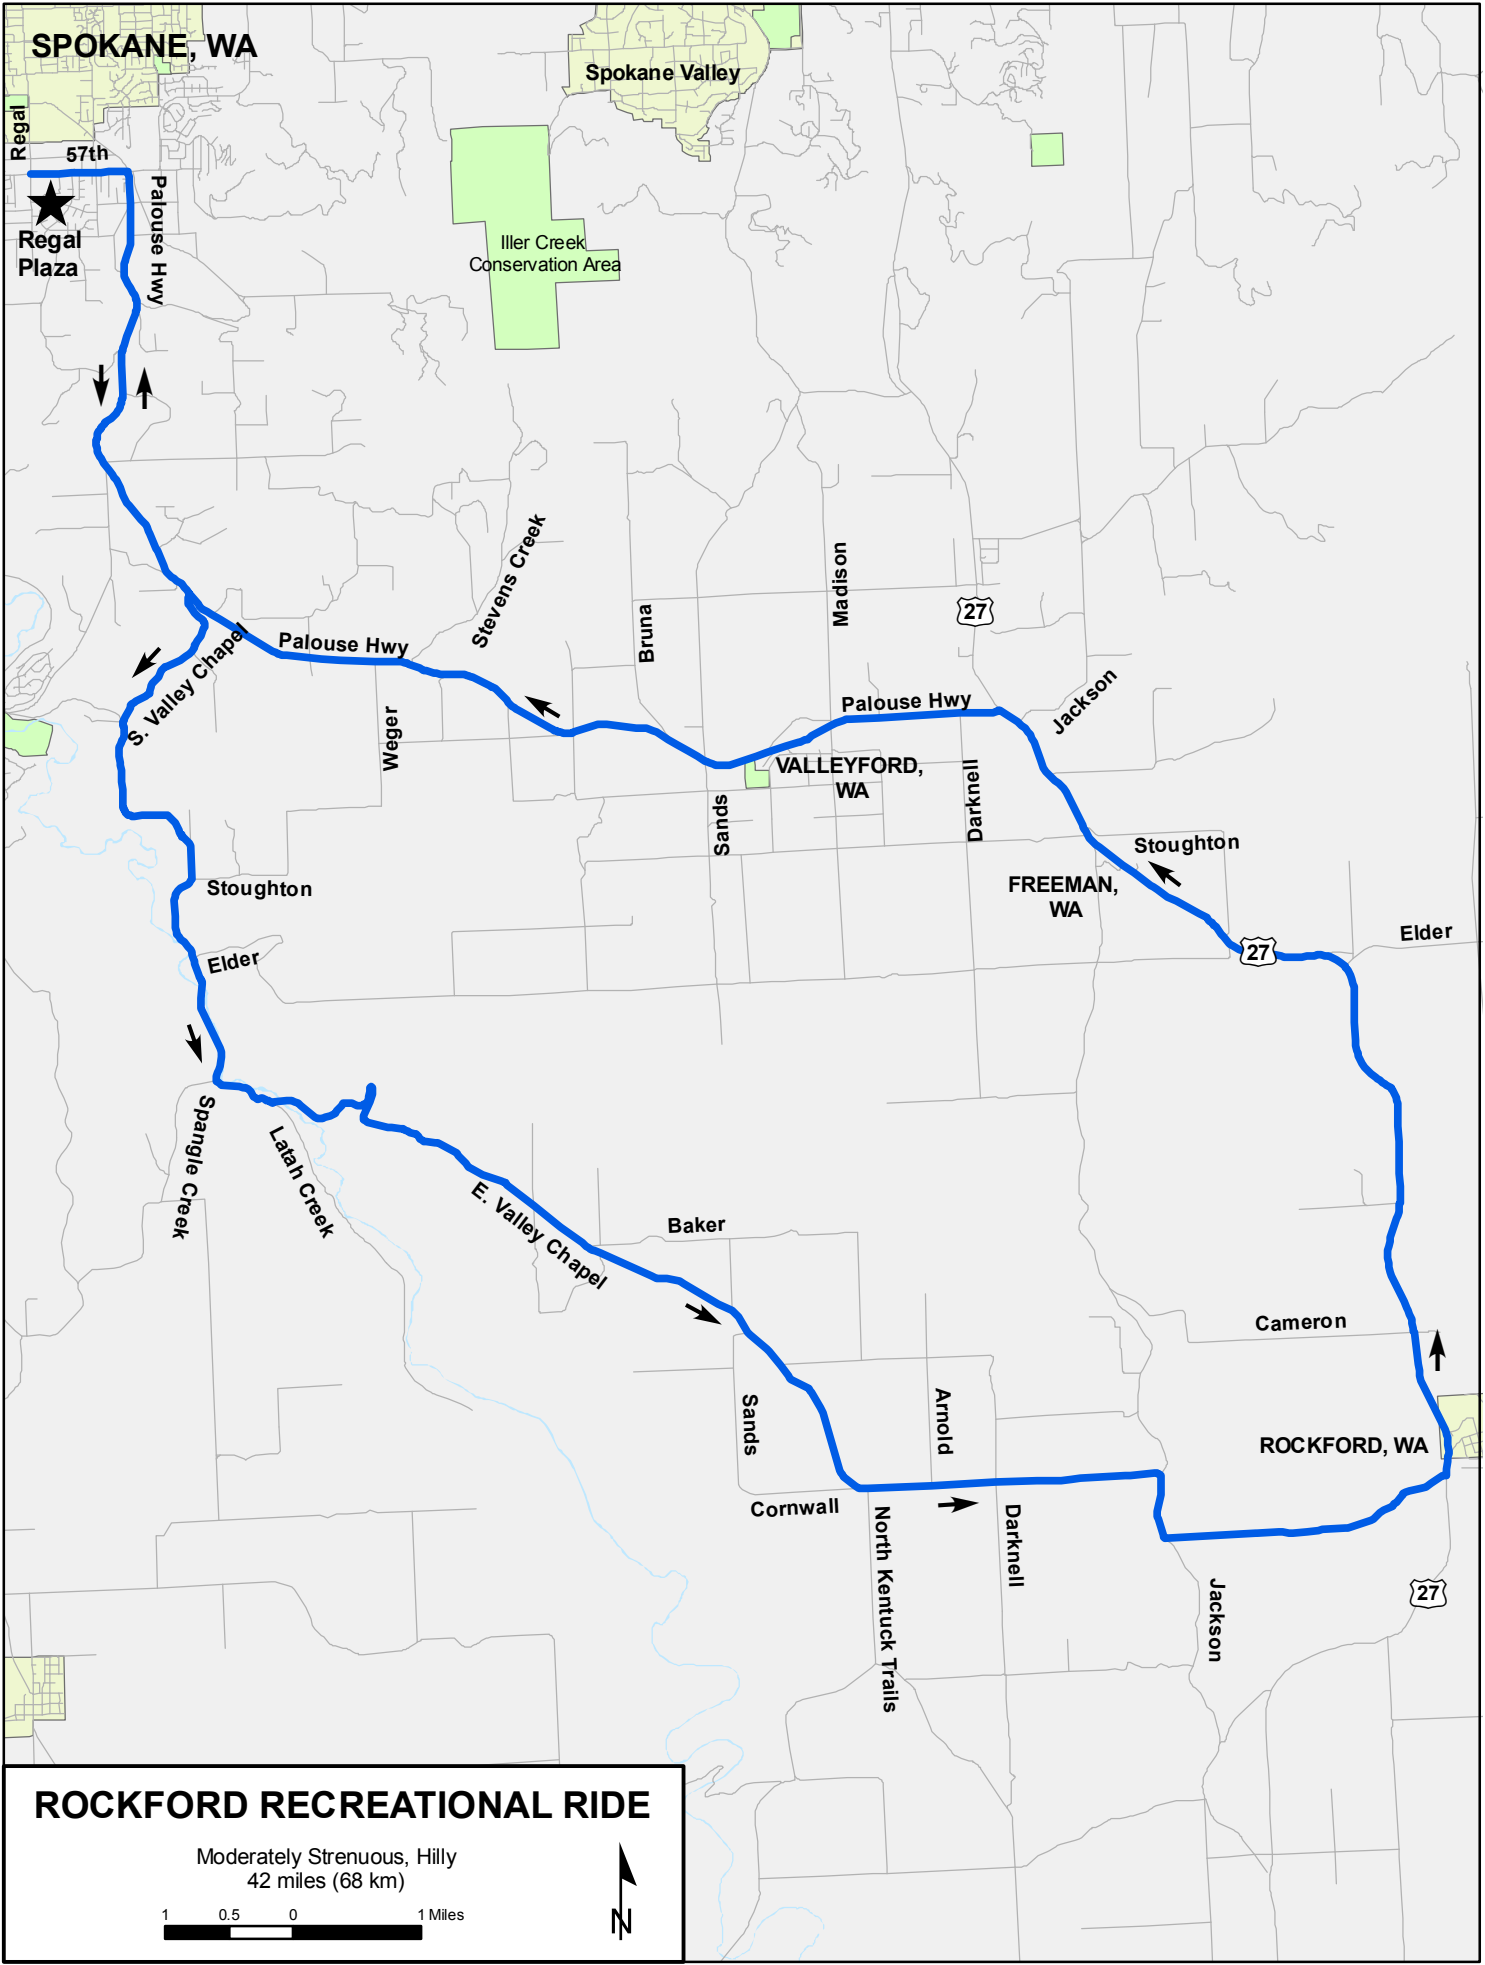 SPOKANE, WA
Spokane Valley
Regal
57th
Palouse Hwy
Regal
Plaza
Iller Creek
Conservation Area
Stevens Creek
Madison
27
Bruna
S. Valley Chapel
Palouse Hwy
Jackson
Palouse Hwy
Weger
VALLEYFORD,
WA
Darknell
Sands
Stoughton
FREEMAN,
WA
Stoughton
Elder
27
Elder
Spangle Creek
Latah Creek
E. Valley Chapel
Baker
Cameron
Sands
Arnold
ROCKFORD, WA
Cornwall
North Kentuck Trails
Darknell
Jackson
27
ROCKFORD RECREATIONAL RIDE
Moderately Strenuous, Hilly
42 miles (68 km)
1 0.5 0 1 Miles
N